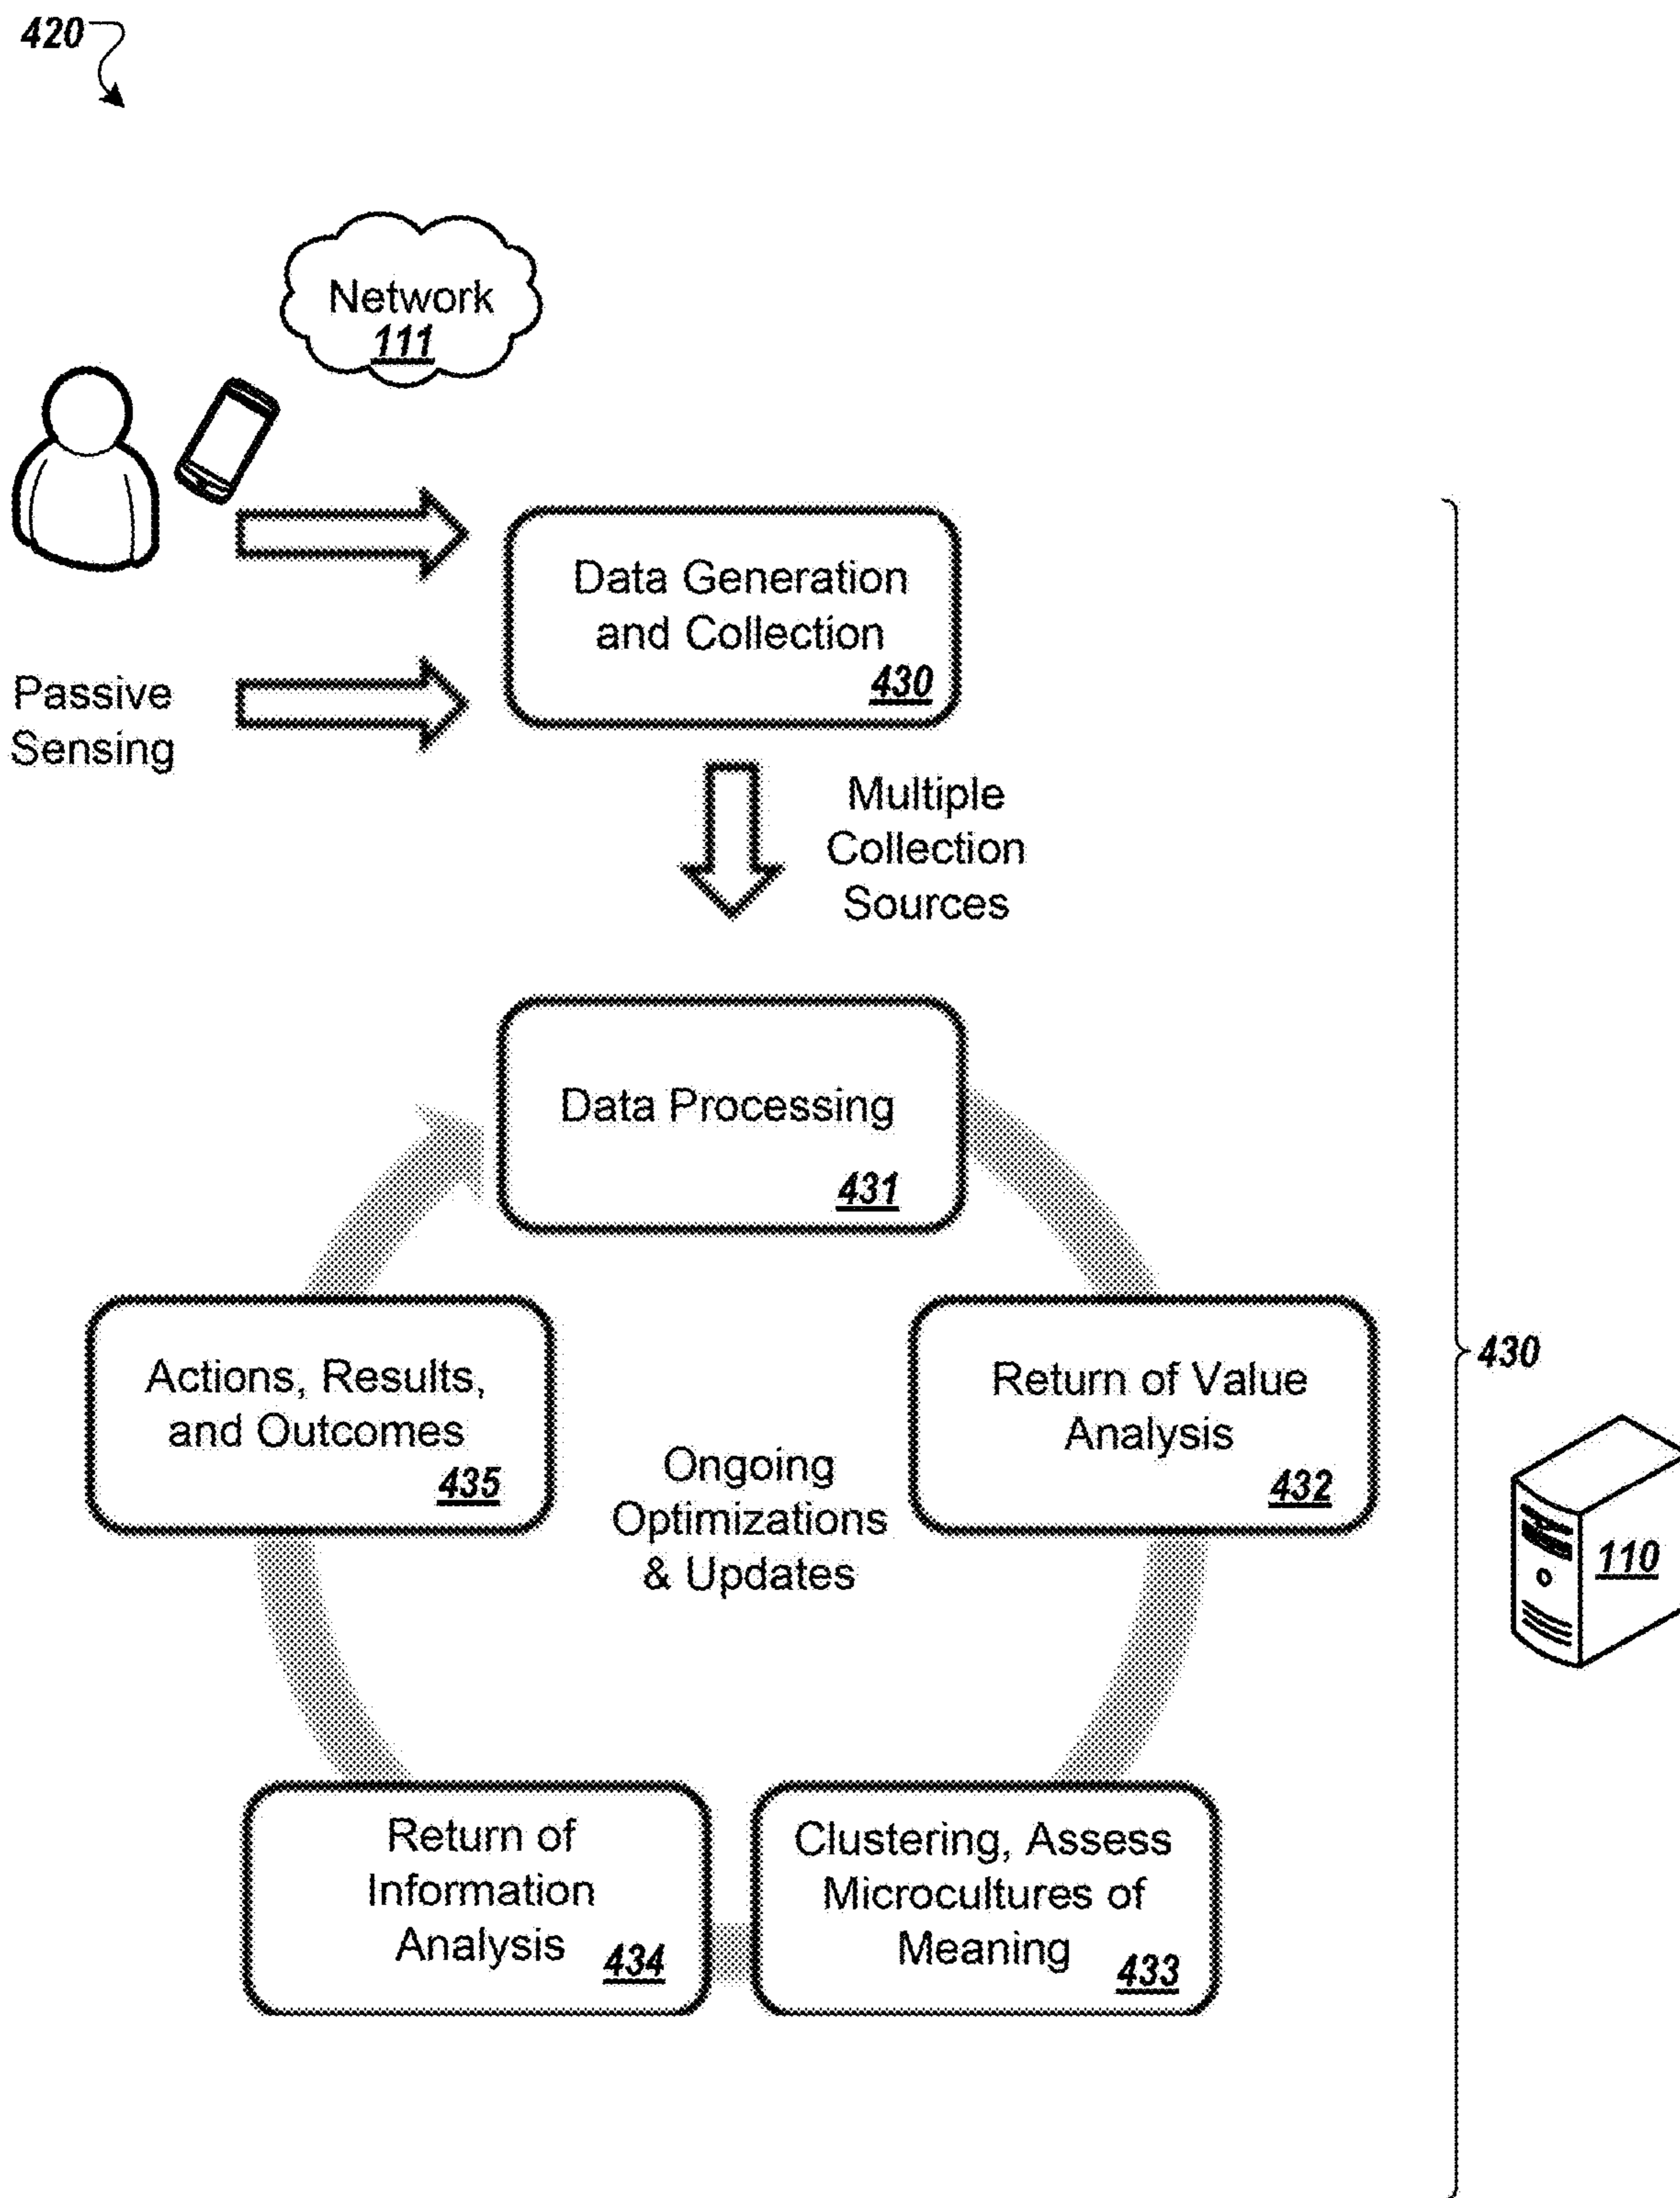 420
Network
111
Data Generation
and Collection
430
Passive
Sensing
Multiple
Collection
Sources
Data Processing
431
Actions, Results,
and Outcomes
435
Return of Value
Analysis
432
Ongoing
Optimizations
& Updates
430
110
Return of
Information
Analysis
434
Clustering, Assess
Microcultures of
Meaning
433